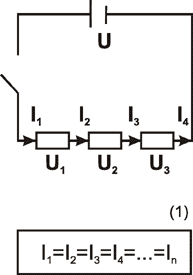 U
I₁ I₂ I₃ I₄
U₁ U₂ U₃
(1)
I₁=I₂=I₃=I₄=...=Iₙ